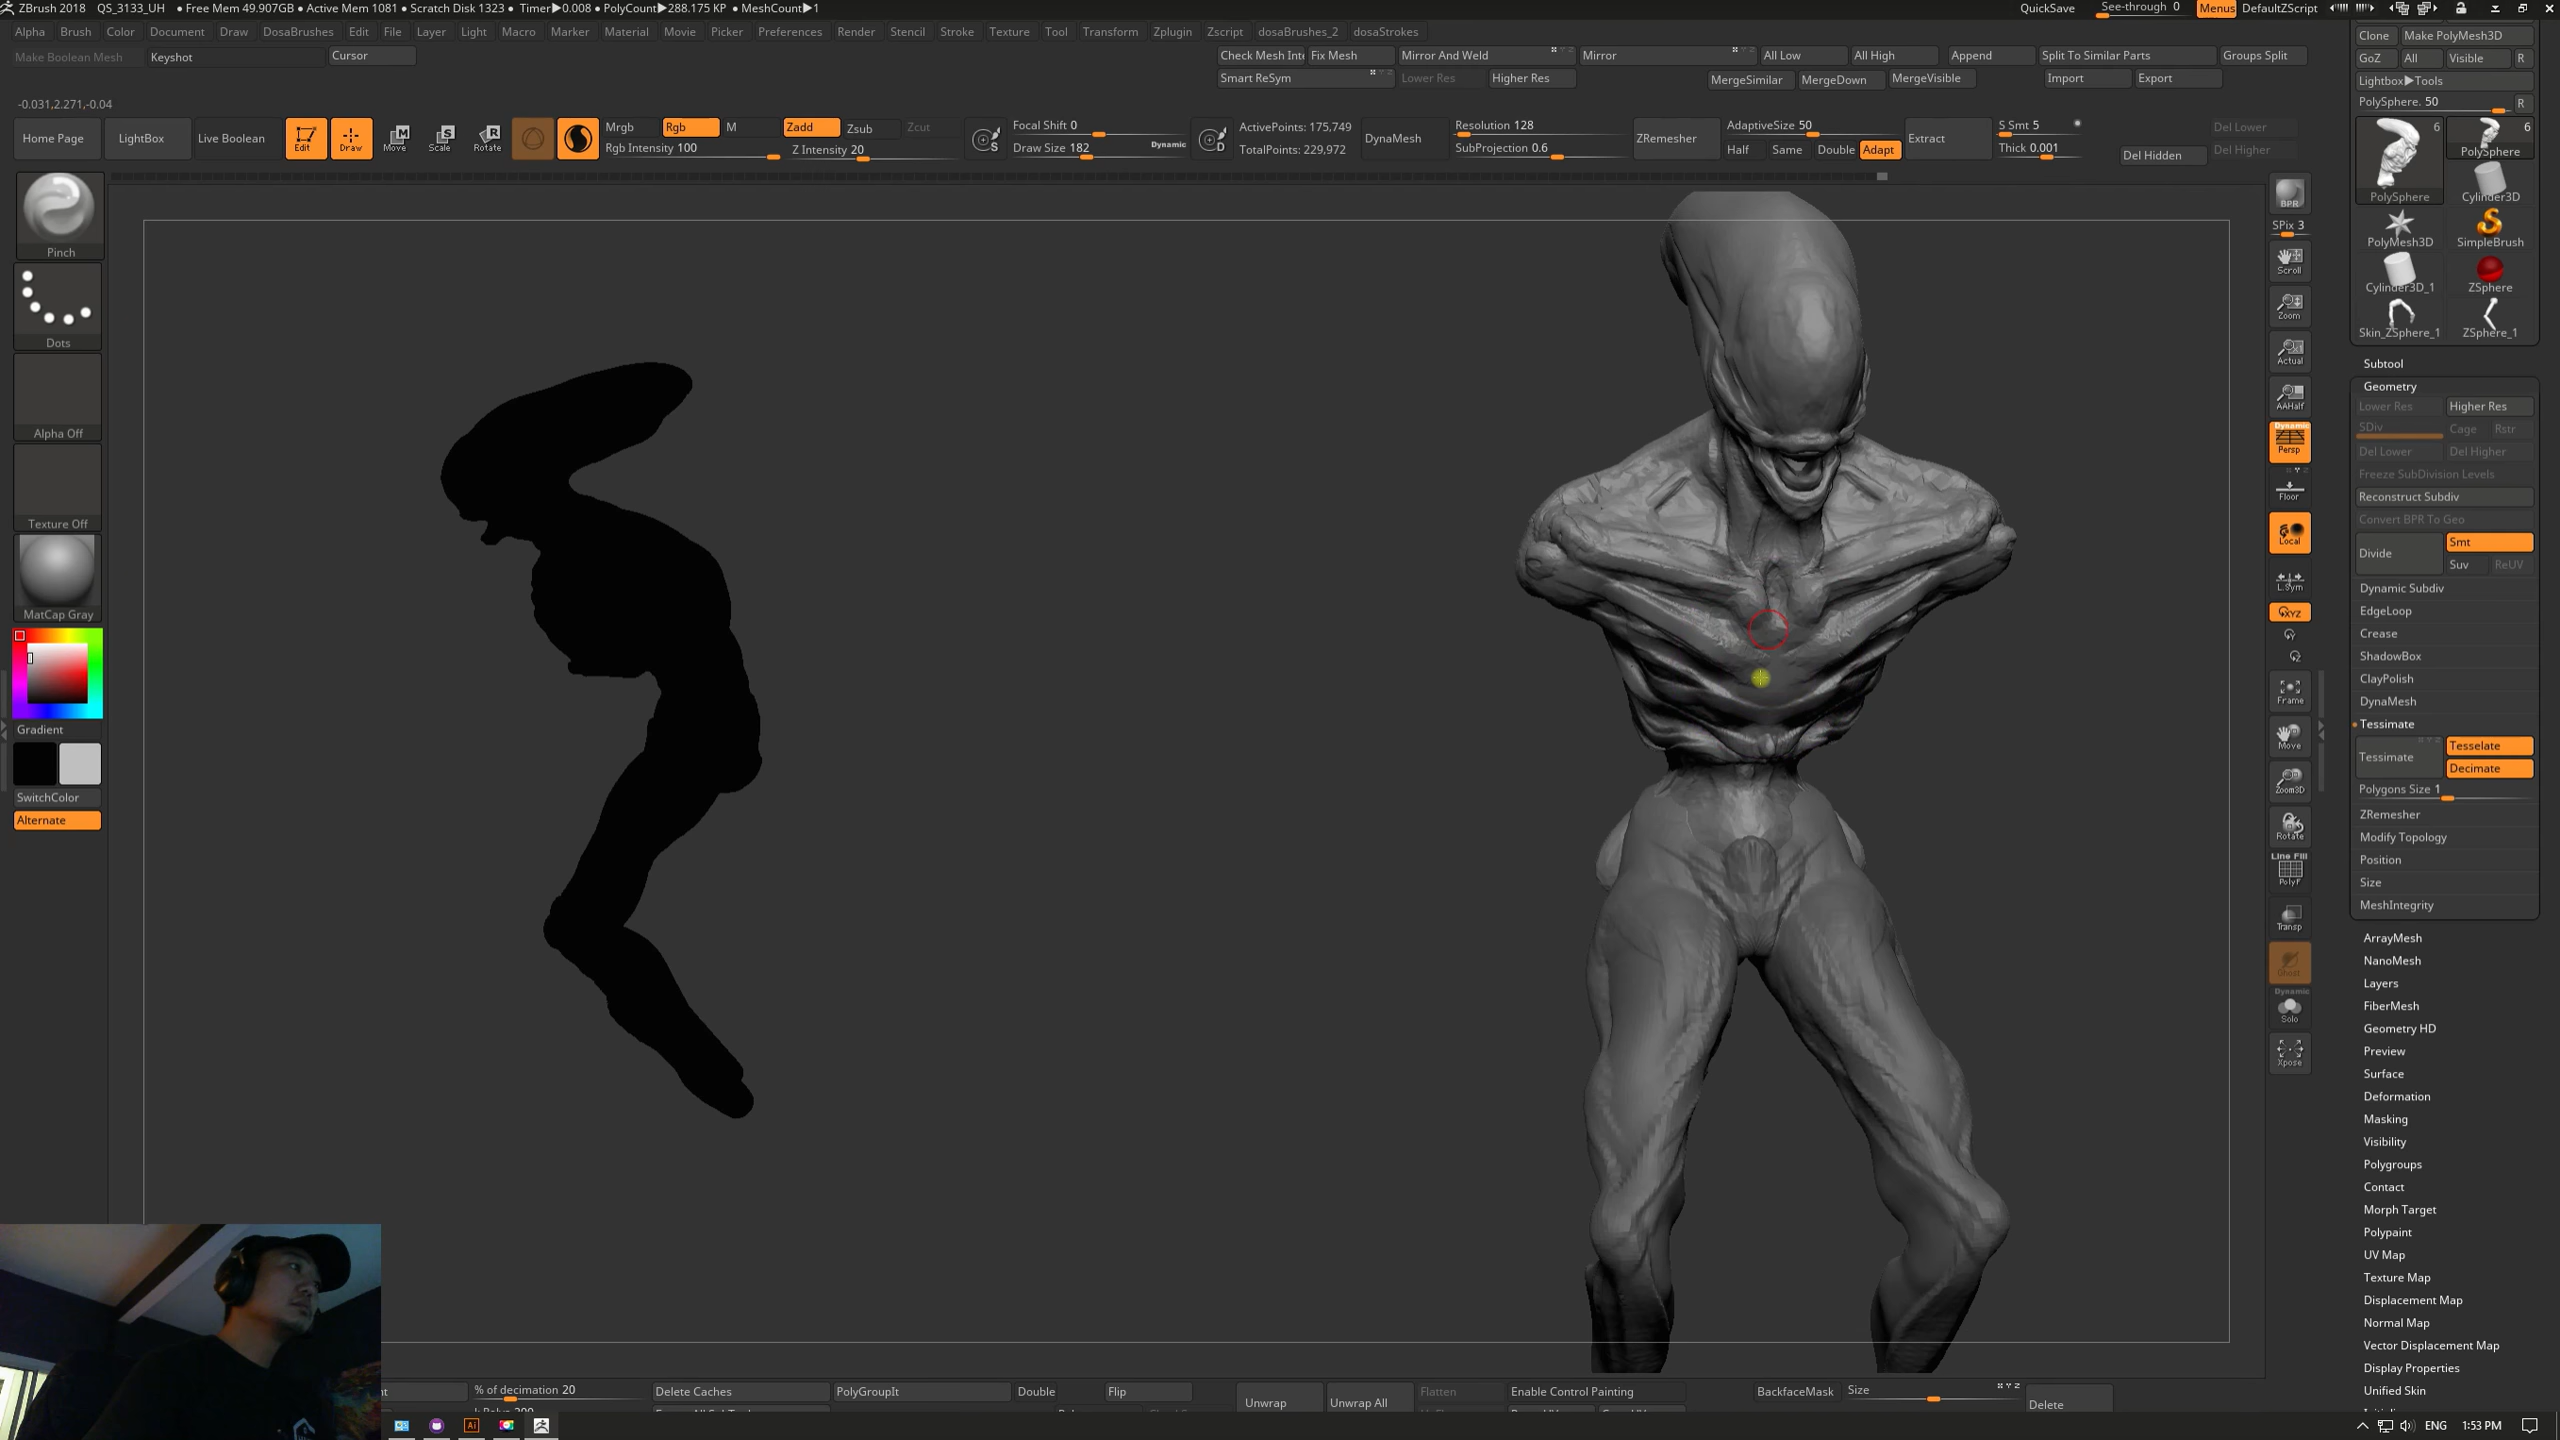 ZBrush 2018 QS_3133_UH • Free Mem 49.907GB • Active Mem 1081 • Scratch Disk 1323 • Timer▶0.008 • PolyCount▶288.175 KP • MeshCount▶1 QuickSave See-through 0 Menus DefaultZScript
Alpha Brush Color Document Draw DosaBrushes Edit File Layer Light Macro Marker Material Movie Picker Preferences Render Stencil Stroke Texture Tool Transform Zplugin Zscript dosaBrushes_2 dosaStrokes
Make Boolean Mesh Keyshot Cursor
Check Mesh Int Fix Mesh Mirror And Weld Mirror All Low All High Append Split To Similar Parts Groups Split
Smart ReSym Lower Res Higher Res MergeSimilar MergeDown MergeVisible Import Export
-0.031,2.271,-0.04
Home Page LightBox Live Boolean Edit Draw Move Scale Rotate
Mrgb Rgb M Zadd Zsub Zcut
Rgb Intensity 100 Z Intensity 20
Focal Shift 0
Draw Size 182 Dynamic
ActivePoints: 175,749
TotalPoints: 229,972
DynaMesh
Resolution 128
SubProjection 0.6
ZRemesher
AdaptiveSize 50
Half Same Double Adapt
Extract
S Smt 5
Thick 0.001
Del Hidden
Del Lower
Del Higher
Pinch
Dots
Alpha Off
Texture Off
MatCap Gray
Gradient
SwitchColor
Alternate
BPR
SPix 3
Scroll
Zoom
Actual
AAHalf
Dynamic
Persp
Floor
Local
L.Sym
XYZ
Frame
Move
Zoom3D
Rotate
Line Fill
PolyF
Transp
Ghost
Dynamic
Solo
Xpose
Clone Make PolyMesh3D
GoZ All Visible R
Lightbox▶Tools
PolySphere. 50 R
6 6
PolySphere
PolySphere Cylinder3D
PolyMesh3D SimpleBrush
Cylinder3D_1 ZSphere
Skin_ZSphere_1 ZSphere_1
Subtool
Geometry
Lower Res Higher Res
SDiv Cage Rstr
Del Lower Del Higher
Freeze SubDivision Levels
Reconstruct Subdiv
Convert BPR To Geo
Divide Smt
Suv ReUV
Dynamic Subdiv
EdgeLoop
Crease
ShadowBox
ClayPolish
DynaMesh
Tessimate
Tessimate Tesselate
Decimate
Polygons Size 1
ZRemesher
Modify Topology
Position
Size
MeshIntegrity
ArrayMesh
NanoMesh
Layers
FiberMesh
Geometry HD
Preview
Surface
Deformation
Masking
Visibility
Polygroups
Contact
Morph Target
Polypaint
UV Map
Texture Map
Displacement Map
Normal Map
Vector Displacement Map
Display Properties
Unified Skin
% of decimation 20 Delete Caches PolyGroupIt Double Flip Unwrap Unwrap All Flatten Enable Control Painting BackfaceMask Size Delete
Ai
ENG 1:53 PM